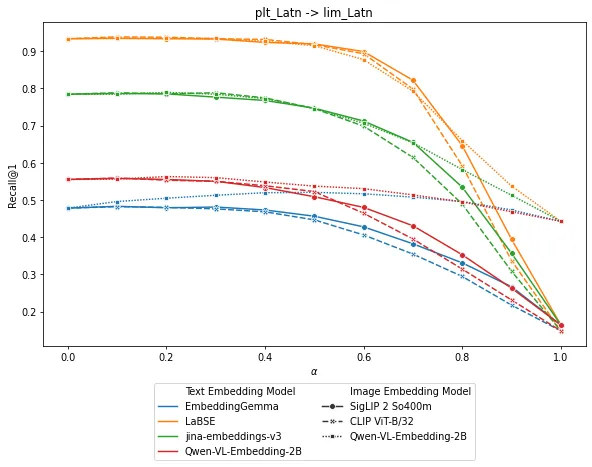 plt_Latn -> lim_Latn
Recall@1
0.9
0.8
0.7
0.6
0.5
0.4
0.3
0.2
0.0 0.2 0.4 0.6 0.8 1.0
α
Text Embedding Model
EmbeddingGemma
LaBSE
jina-embeddings-v3
Qwen-VL-Embedding-2B
Image Embedding Model
SigLIP 2 So400m
CLIP ViT-B/32
Qwen-VL-Embedding-2B